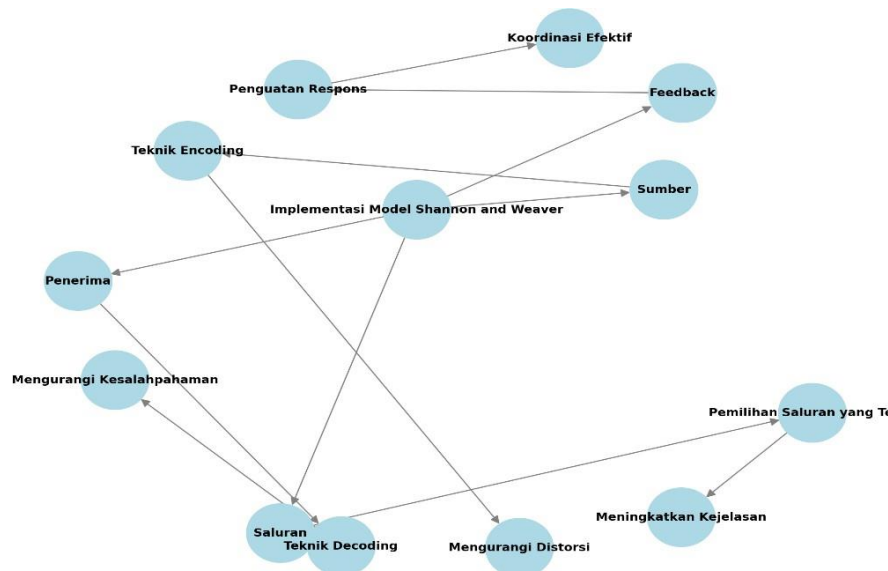 Koordinasi Efektif
Penguatan Respons
Feedback
Teknik Encoding
Sumber
Implementasi Model Shannon and Weaver
Penerima
Mengurangi Kesalahpahaman
Pemilihan Saluran yang Te
Meningkatkan Kejelasan
Saluran
Teknik Decoding
Mengurangi Distorsi